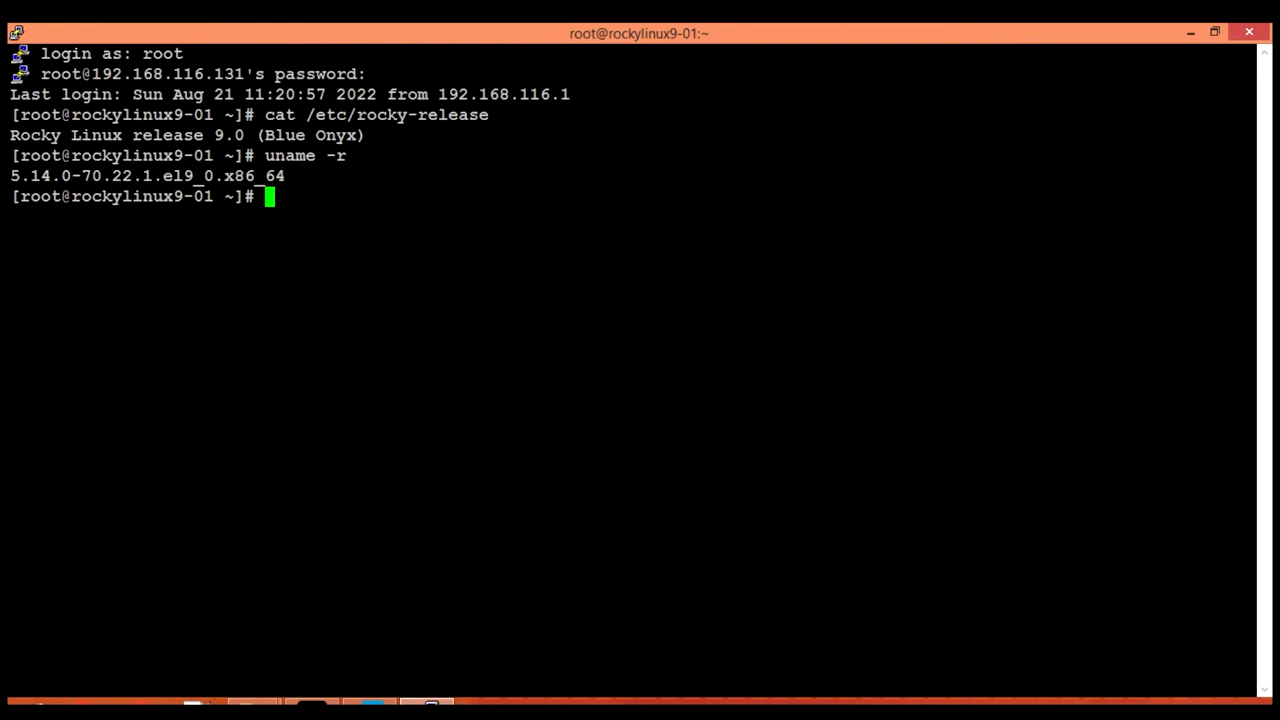 root@rockylinux9-01:~
login as: root
root@192.168.116.131's password:
Last login: Sun Aug 21 11:20:57 2022 from 192.168.116.1
[root@rockylinux9-01 ~]# cat /etc/rocky-release
Rocky Linux release 9.0 (Blue Onyx)
[root@rockylinux9-01 ~]# uname -r
5.14.0-70.22.1.el9_0.x86_64
[root@rockylinux9-01 ~]#